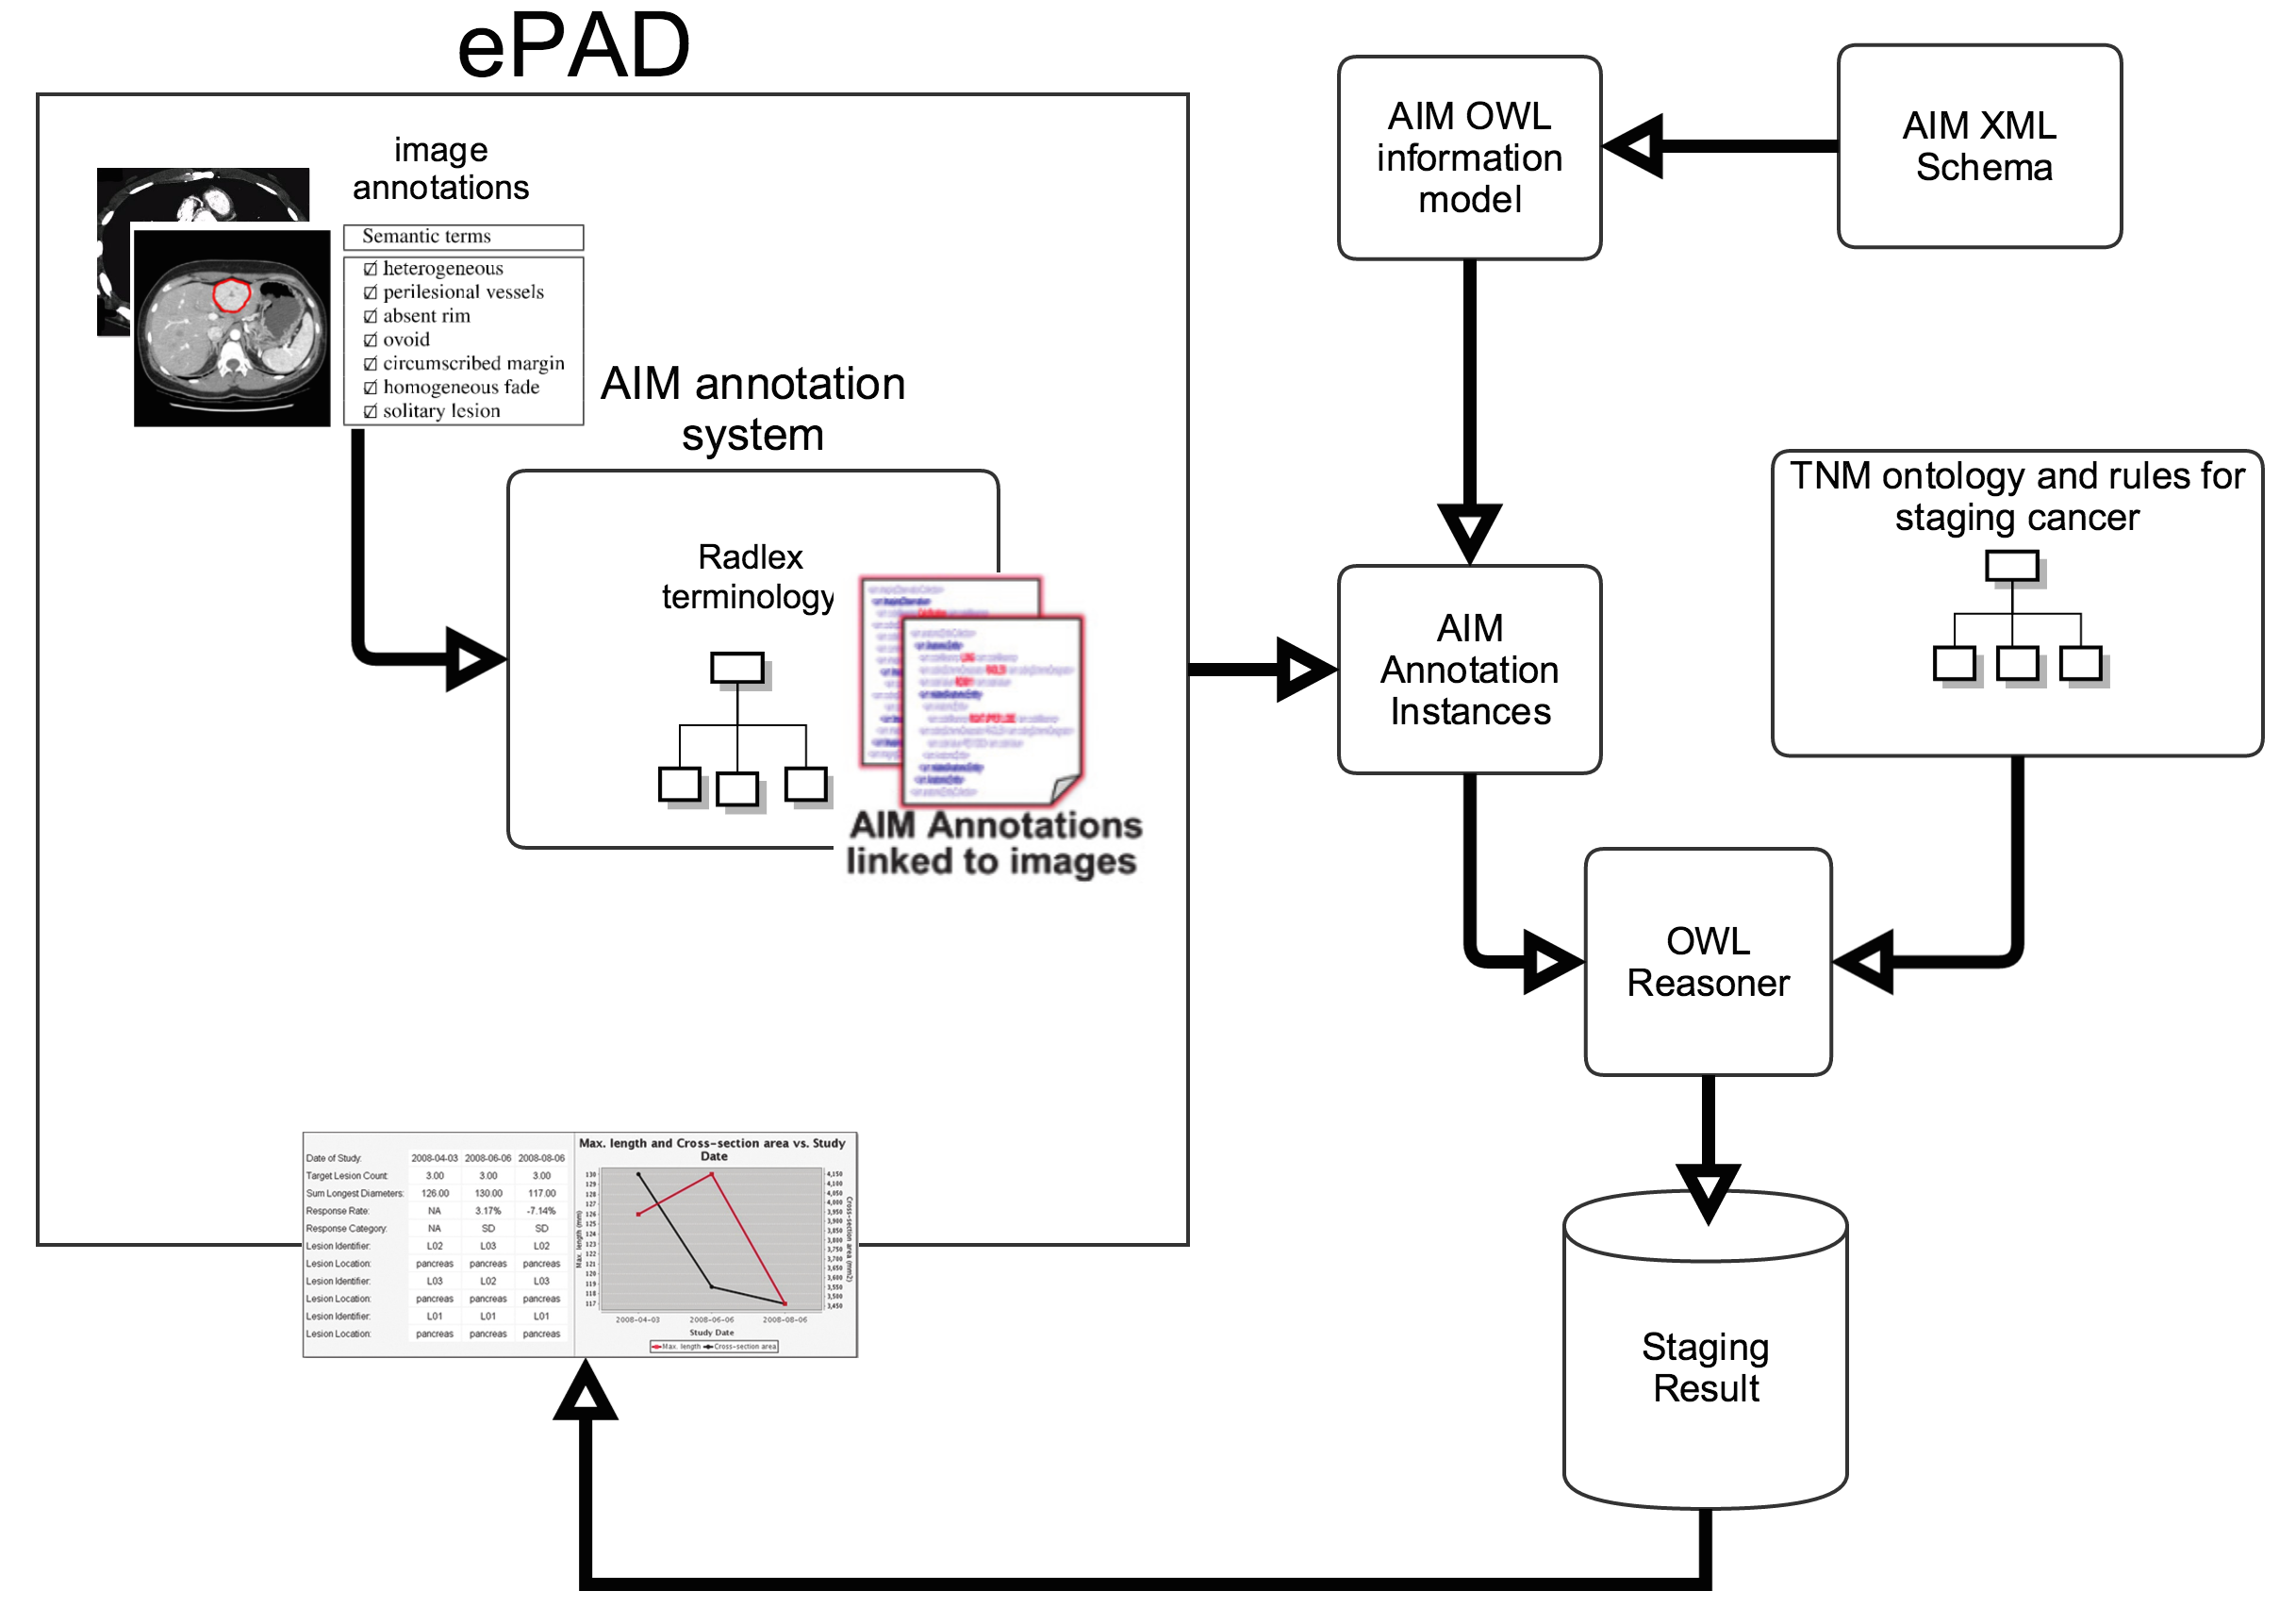 ePAD
image
annotations
Semantic terms
☑ heterogeneous
☑ perilesional vessels
☑ absent rim
☑ ovoid
☑ circumscribed margin
☑ homogeneous fade
☑ solitary lesion
AIM annotation
system
Radlex
terminology
AIM Annotations
linked to images
AIM OWL
information
model
AIM XML
Schema
AIM
Annotation
Instances
TNM ontology and rules for
staging cancer
OWL
Reasoner
Staging
Result
Date of Study: 2008-04-03 2008-06-06 2008-08-06
Target Lesion Count: 3.00 3.00 3.00
Sum Longest Diameters: 126.00 130.00 117.00
Response Rate: NA 3.17% -7.14%
Response Category: NA SD SD
Lesion Identifier: L02 L03 L02
Lesion Location: pancreas pancreas pancreas
Lesion Identifier: L03 L02 L03
Lesion Location: pancreas pancreas pancreas
Lesion Identifier: L01 L01 L01
Lesion Location: pancreas pancreas pancreas
Max. length and Cross-section area vs. Study
Date
Max. length (mm)
130
129
128
127
126
125
124
123
122
121
120
119
118
117
4,150
4,100
4,050
4,000
3,950
3,900
3,850
3,800
3,750
3,700
3,650
3,600
3,550
3,500
3,450
Cross-section area (mm2)
2008-04-03 2008-06-06 2008-08-06
Study Date
Max. length Cross-section area